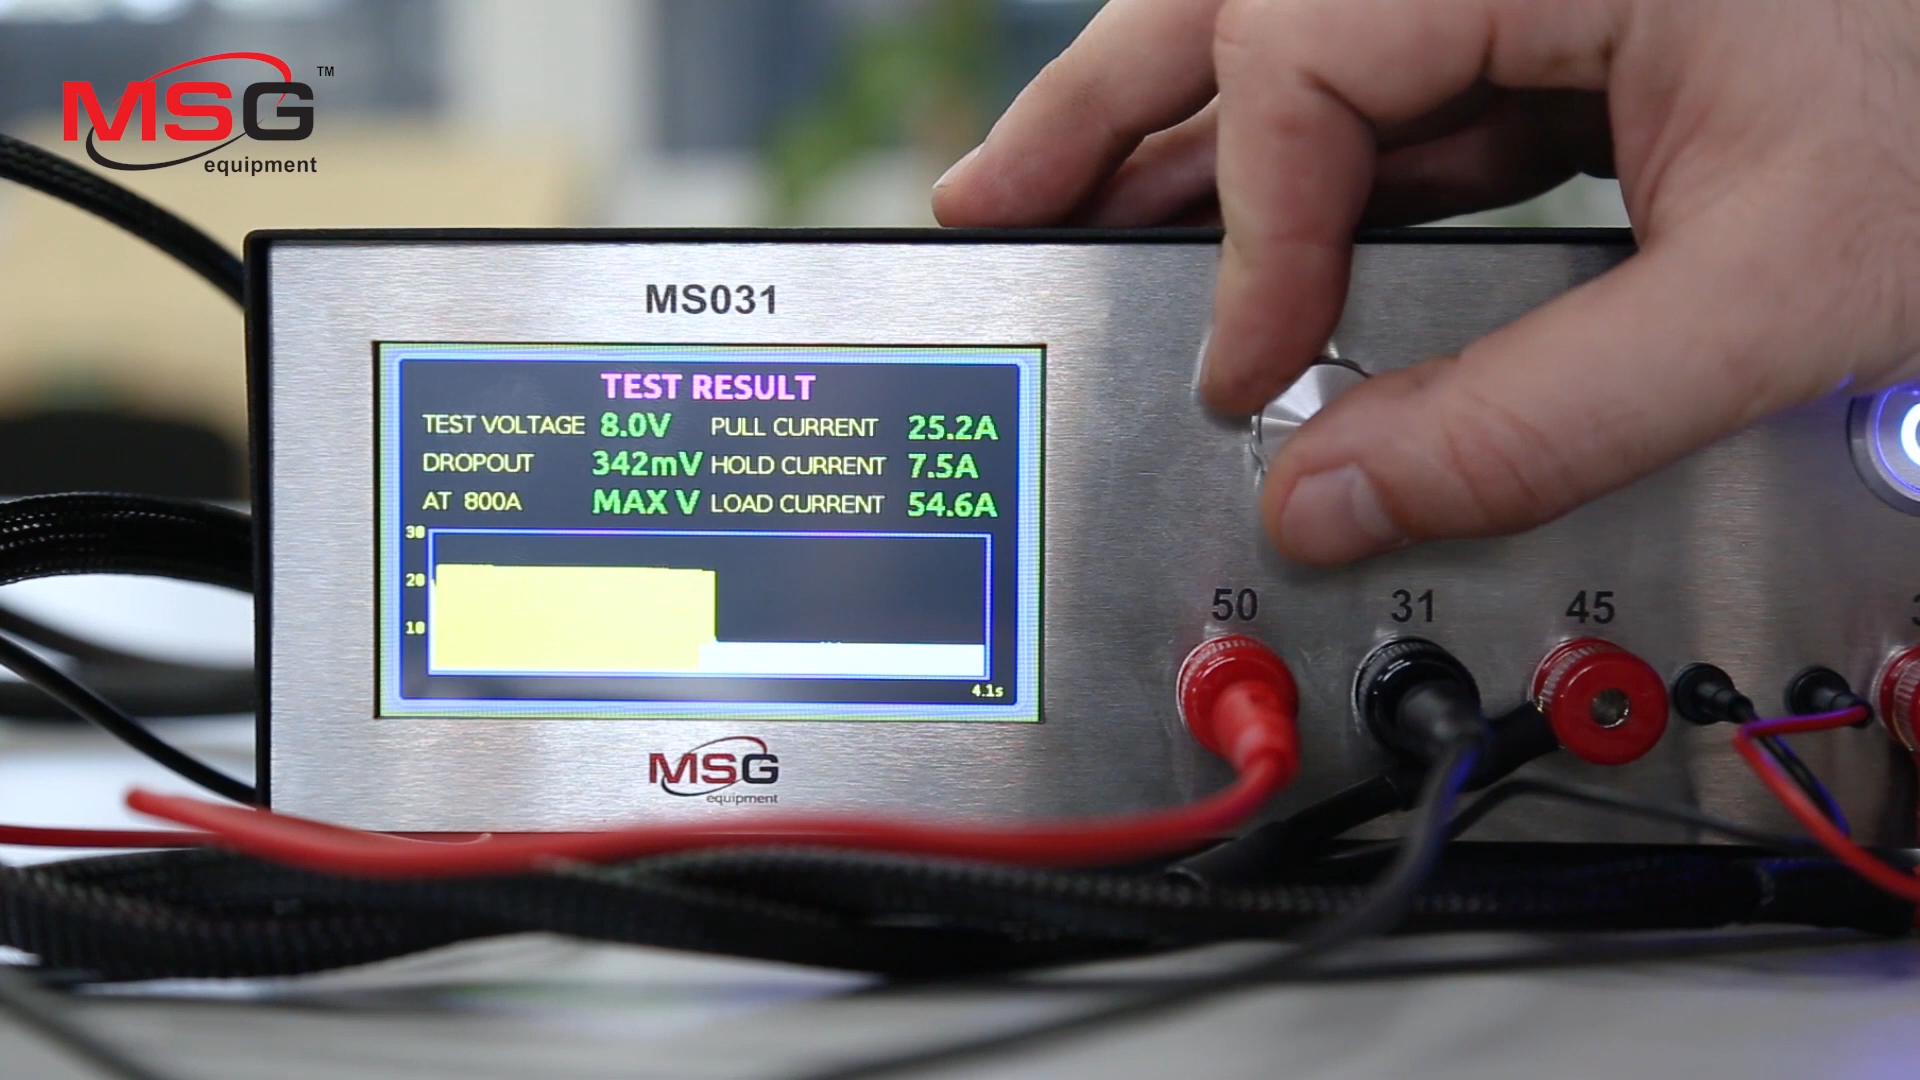 MSG™
equipment
MS031
TEST RESULT
TEST VOLTAGE 8.0V PULL CURRENT 25.2A
DROPOUT 342mV HOLD CURRENT 7.5A
AT 800A MAX V LOAD CURRENT 54.6A
30
20
10
4.1s
50 31 45
MSG
equipment